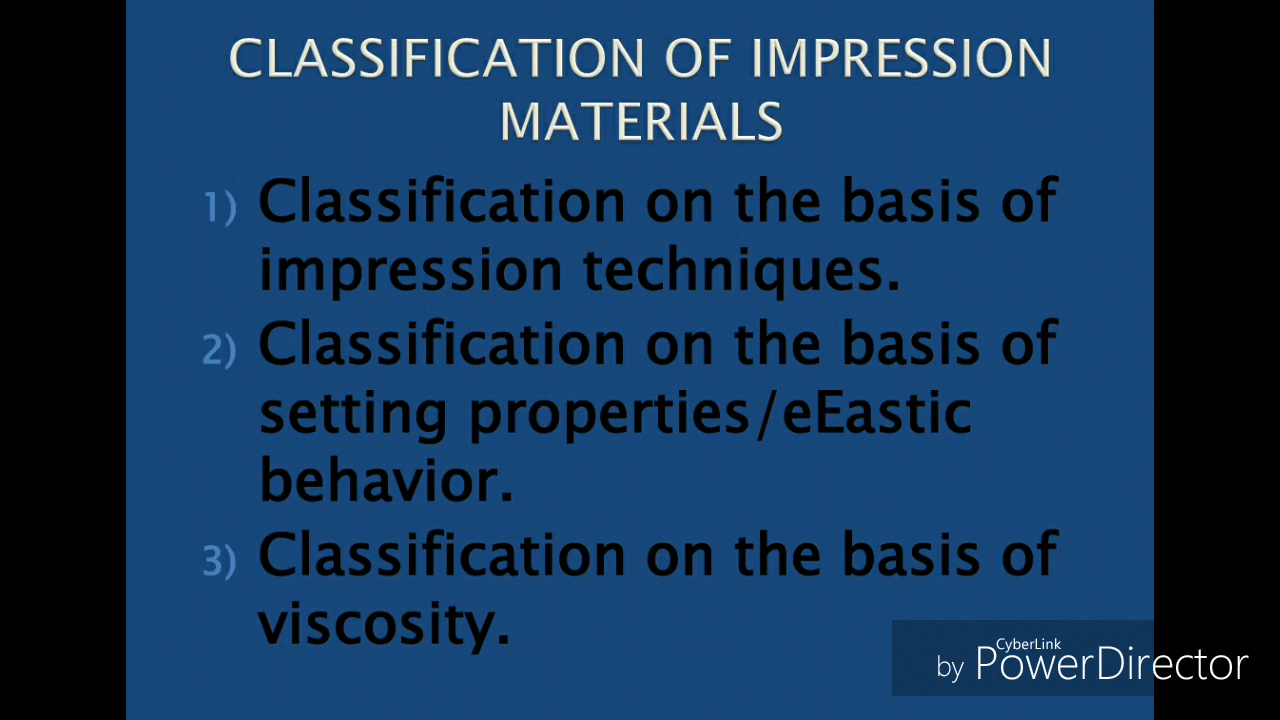 CLASSIFICATION OF IMPRESSION
MATERIALS
1) Classification on the basis of
impression techniques.
2) Classification on the basis of
setting properties/eEastic
behavior.
3) Classification on the basis of
viscosity.
CyberLink
by PowerDirector